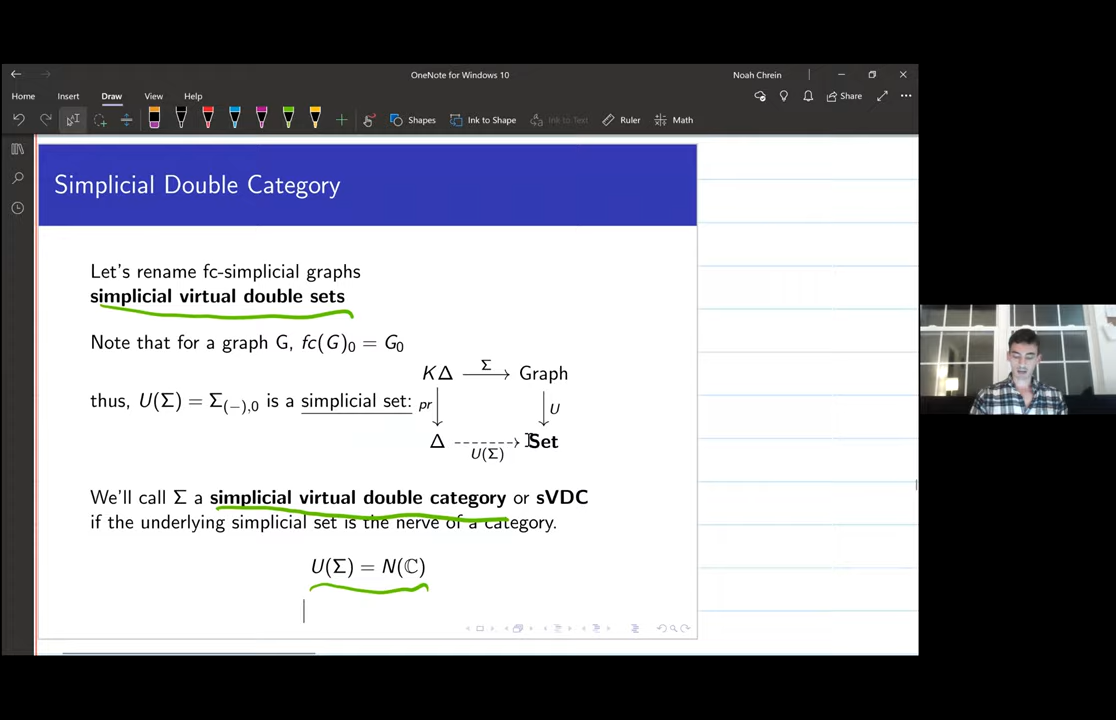 OneNote for Windows 10
Noah Chrein
Home Insert Draw View Help
Share
Shapes Ink to Shape Ink to Text Ruler Math
Simplicial Double Category
Let's rename fc-simplicial graphs
simplicial virtual double sets
Note that for a graph G, fc(G)₀ = G₀
KΔ Σ Graph
thus, U(Σ) = Σ₍₋₎,₀ is a simplicial set: pr U
Δ Set
U(Σ)
We'll call Σ a simplicial virtual double category or sVDC
if the underlying simplicial set is the nerve of a category.
U(Σ) = N(ℂ)